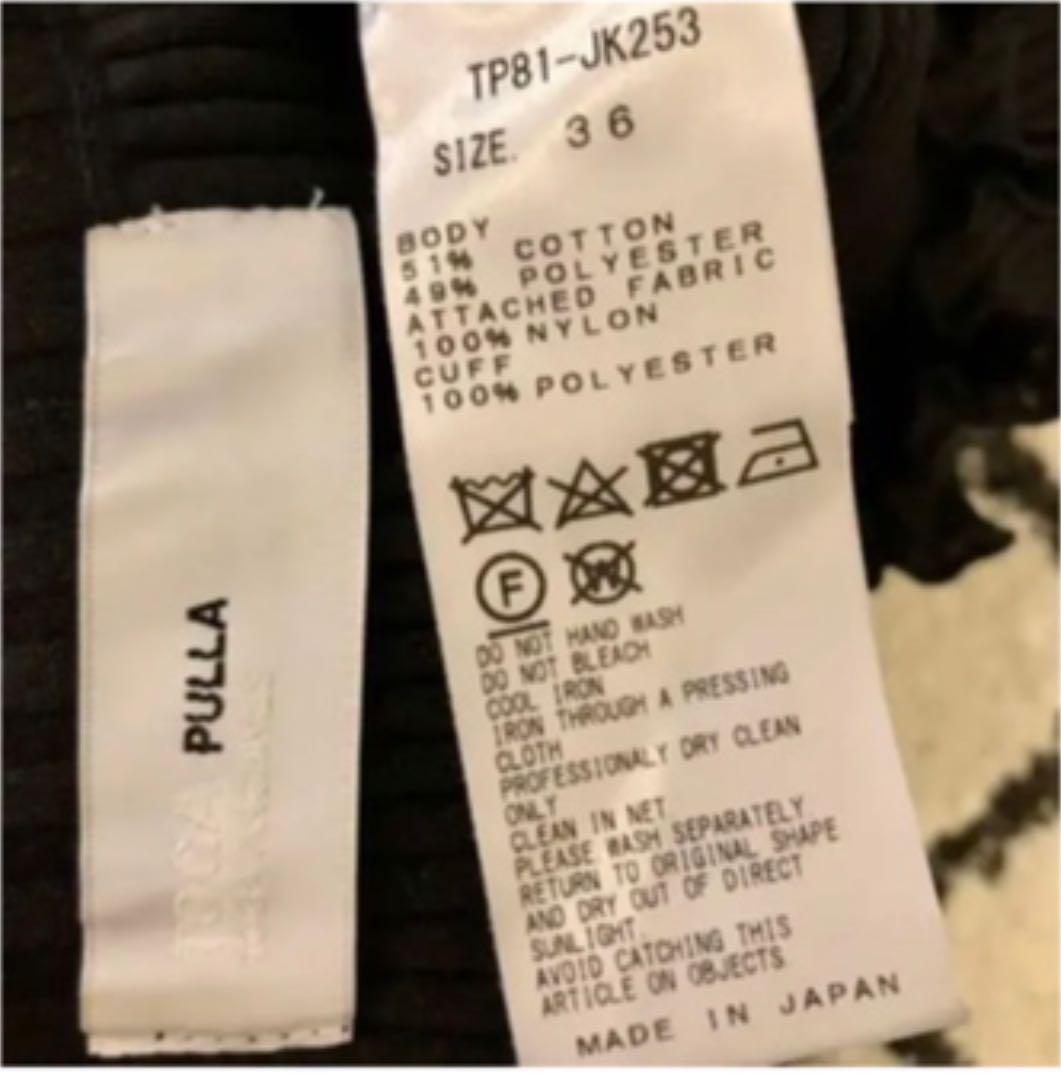 PULLA
TP81-JK253
SIZE. 36
BODY
51% COTTON
49% POLYESTER
ATTACHED FABRIC
100% NYLON
CUFF
100% POLYESTER
F W
DO NOT HAND WASH
DO NOT BLEACH
COOL IRON
IRON THROUGH A PRESSING
CLOTH
PROFESSIONALY DRY CLEAN
ONLY
CLEAN IN NET
PLEASE WASH SEPARATELY
RETURN TO ORIGINAL SHAPE
AND DRY OUT OF DIRECT
SUNLIGHT.
AVOID CATCHING THIS
ARTICLE ON OBJECTS
MADE IN JAPAN